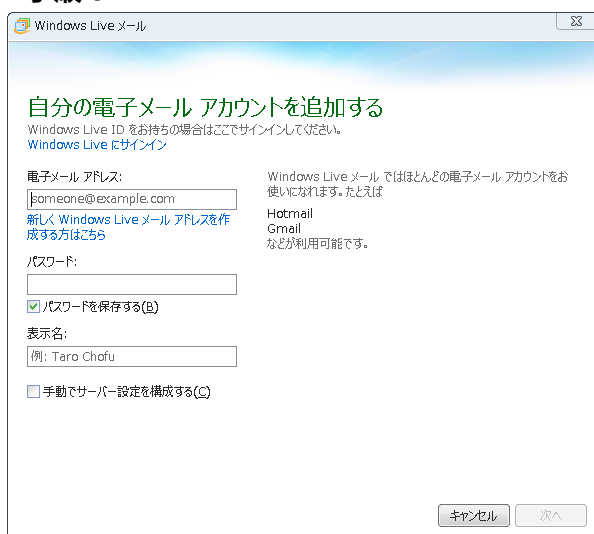 Windows Live メール
自分の電子メール アカウントを追加する
Windows Live ID をお持ちの場合はここでサインインしてください。
Windows Live にサインイン
電子メール アドレス:
someone@example.com
新しく Windows Live メール アドレスを作
成する方はこちら
パスワード:
パスワードを保存する(B)
表示名:
例: Taro Chofu
手動でサーバー設定を構成する(C)
Windows Live メール ではほとんどの電子メール アカウントをお
使いになれます。たとえば
Hotmail
Gmail
などが利用可能です。
キャンセル
次へ